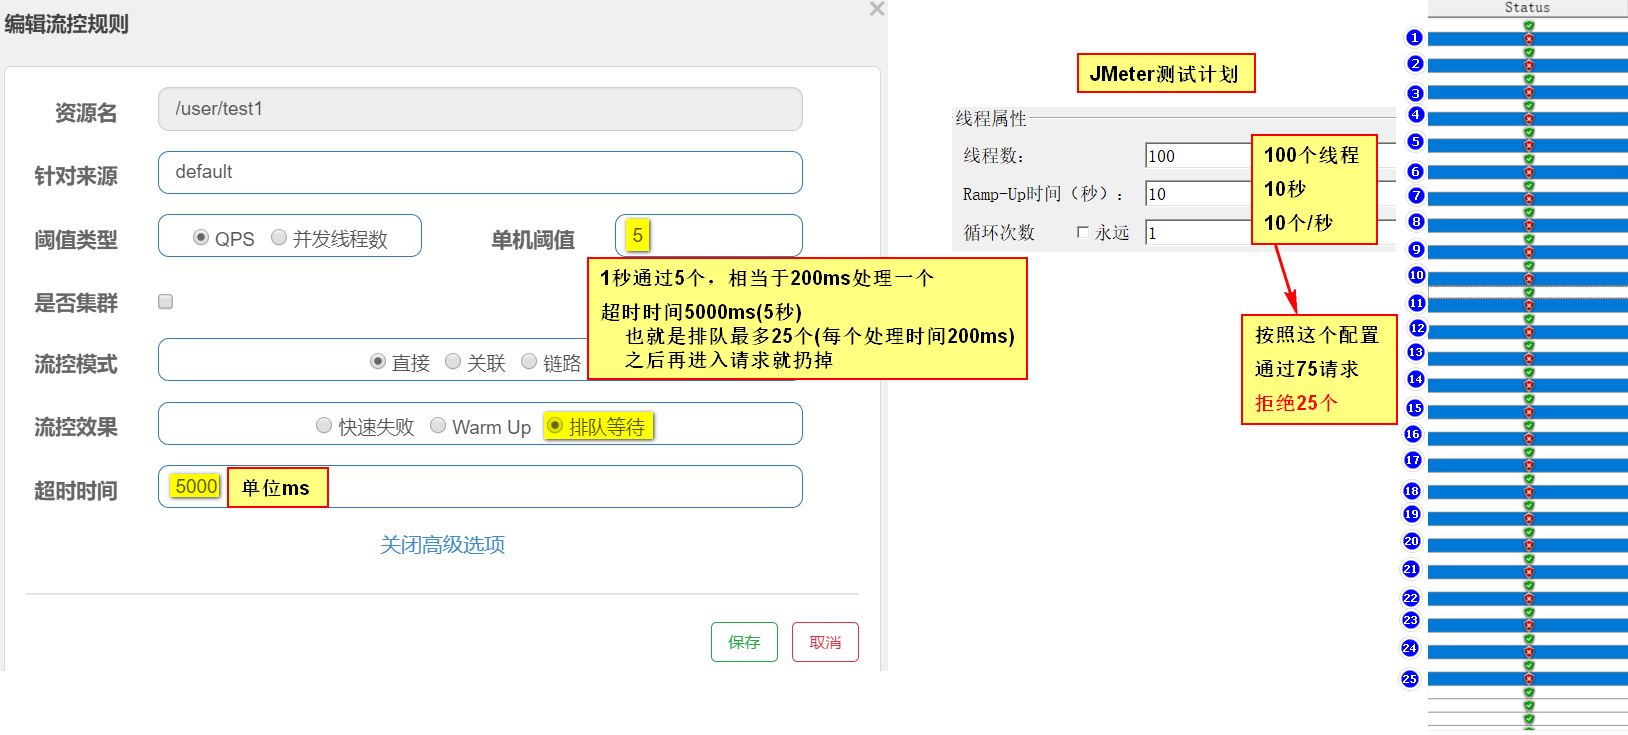 编辑流控规则
×
资源名
/user/test1
针对来源
default
阈值类型
QPS
并发线程数
单机阈值
5
1秒通过5个，相当于200ms处理一个
超时时间5000ms(5秒)
也就是排队最多25个(每个处理时间200ms)
之后再进入请求就扔掉
是否集群
流控模式
直接
关联
链路
流控效果
快速失败
Warm Up
排队等待
超时时间
5000
单位ms
关闭高级选项
保存
取消
JMeter测试计划
线程属性
线程数：
100
Ramp-Up时间（秒）：
10
循环次数
永远
1
100个线程
10秒
10个/秒
按照这个配置
通过75请求
拒绝25个
Status
1
2
3
4
5
6
7
8
9
10
11
12
13
14
15
16
17
18
19
20
21
22
23
24
25